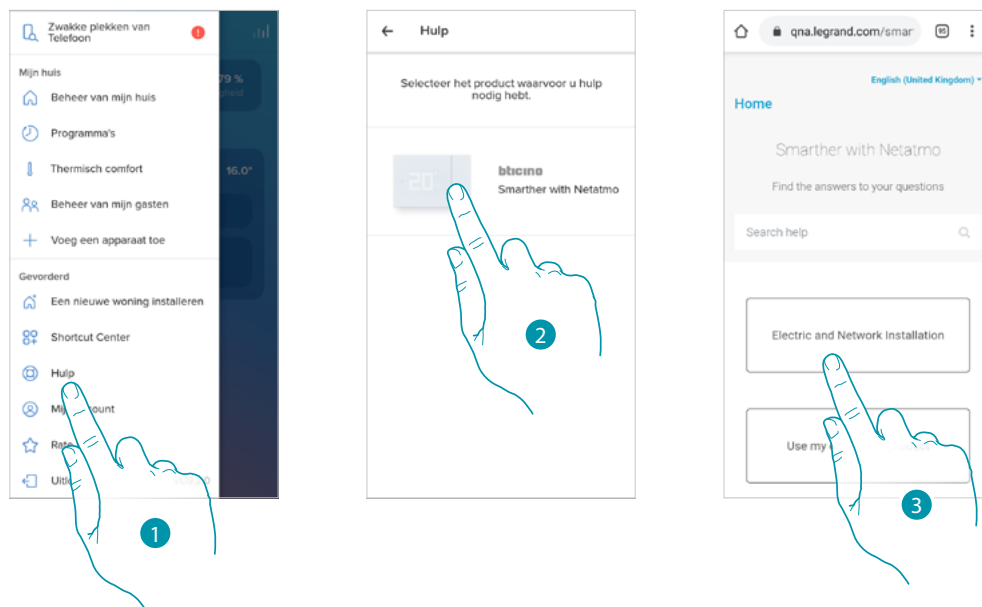 Zwakke plekken van
Telefoon
!
Mijn huis
Beheer van mijn huis
Programma's
Thermisch comfort
Beheer van mijn gasten
Voeg een apparaat toe
Gevorderd
Een nieuwe woning installeren
Shortcut Center
Hulp
Rate
79 %
16.0°
1
Hulp
Selecteer het product waarvoor u hulp
nodig hebt.
20
bticino
Smarther with Netatmo
2
qna.legrand.com/smar
95
English (United Kingdom)
Home
Smarther with Netatmo
Find the answers to your questions
Search help
Electric and Network Installation
Use my
3